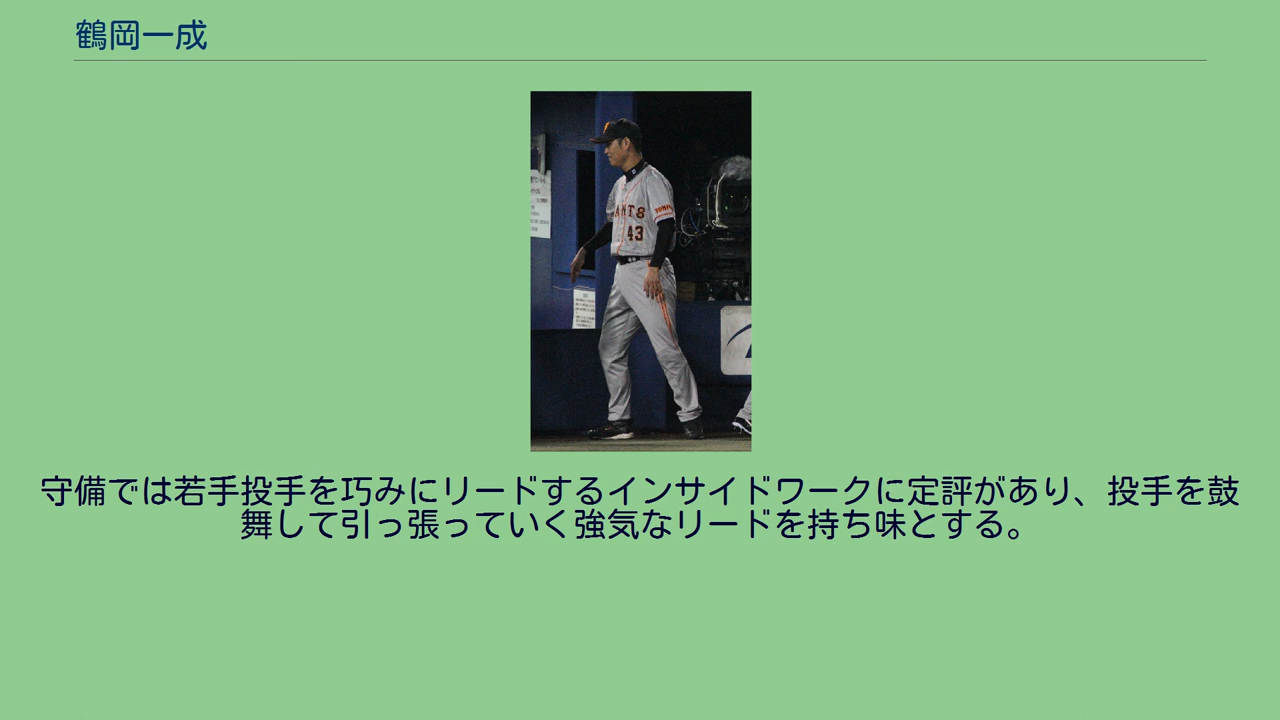 鶴岡一成
ANTS
43
守備では若手投手を巧みにリードするインサイドワークに定評があり、投手を鼓
舞して引っ張っていく強気なリードを持ち味とする。